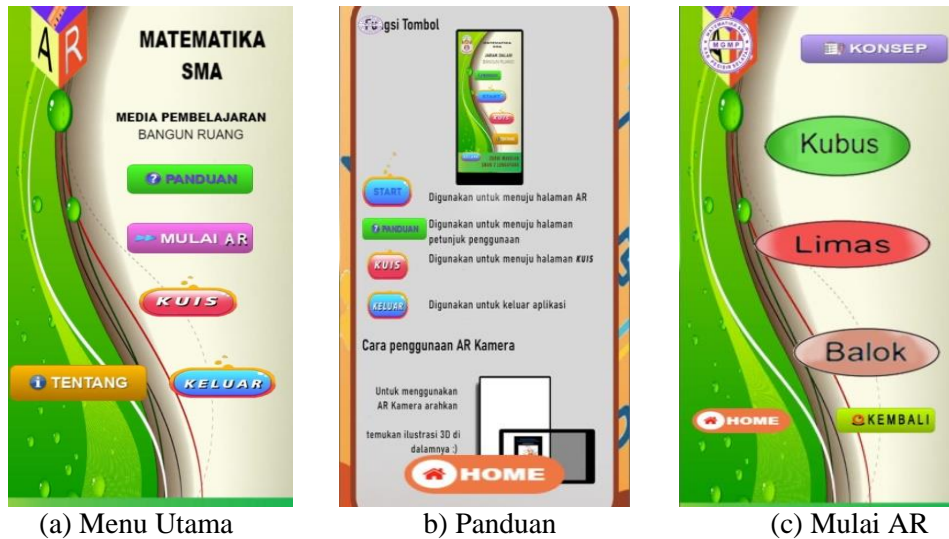 AR
MATEMATIKA
SMA
MEDIA PEMBELAJARAN
BANGUN RUANG
? PANDUAN
MULAI AR
KUIS
i TENTANG
KELUAR
(a) Menu Utama
Fungsi Tombol
START
Digunakan untuk menuju halaman AR
? PANDUAN
Digunakan untuk menuju halaman
petunjuk penggunaan
KUIS
Digunakan untuk menuju halaman KUIS
KELUAR
Digunakan untuk keluar aplikasi
Cara penggunaan AR Kamera
Untuk menggunakan
AR Kamera arahkan
temukan ilustrasi 3D di
dalamnya :)
HOME
b) Panduan
MGMP
KONSEP
Kubus
Limas
Balok
HOME
KEMBALI
(c) Mulai AR